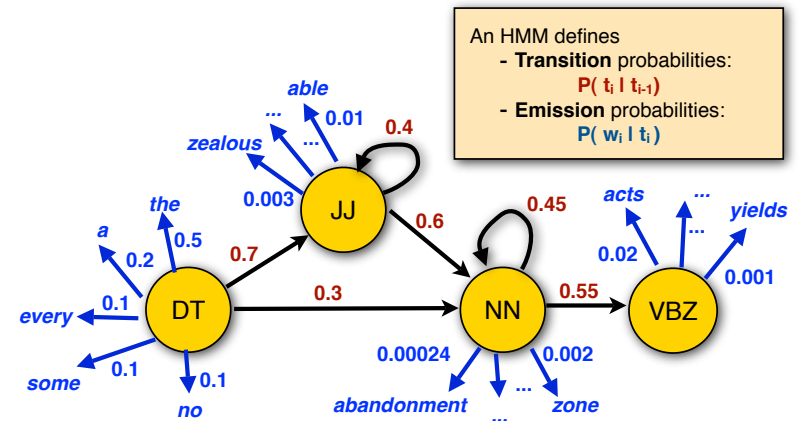 An HMM defines
- Transition probabilities:
P( ti | ti-1)
- Emission probabilities:
P( wi | ti )
able
...
0.01
...
zealous
0.003
0.4
JJ
the
a
0.5
0.2
0.7
0.6
0.45
acts
...
...
yields
0.02
0.001
every
0.1
DT
0.3
NN
0.55
VBZ
some
0.1
0.1
no
0.00024
0.002
...
abandonment
zone
...